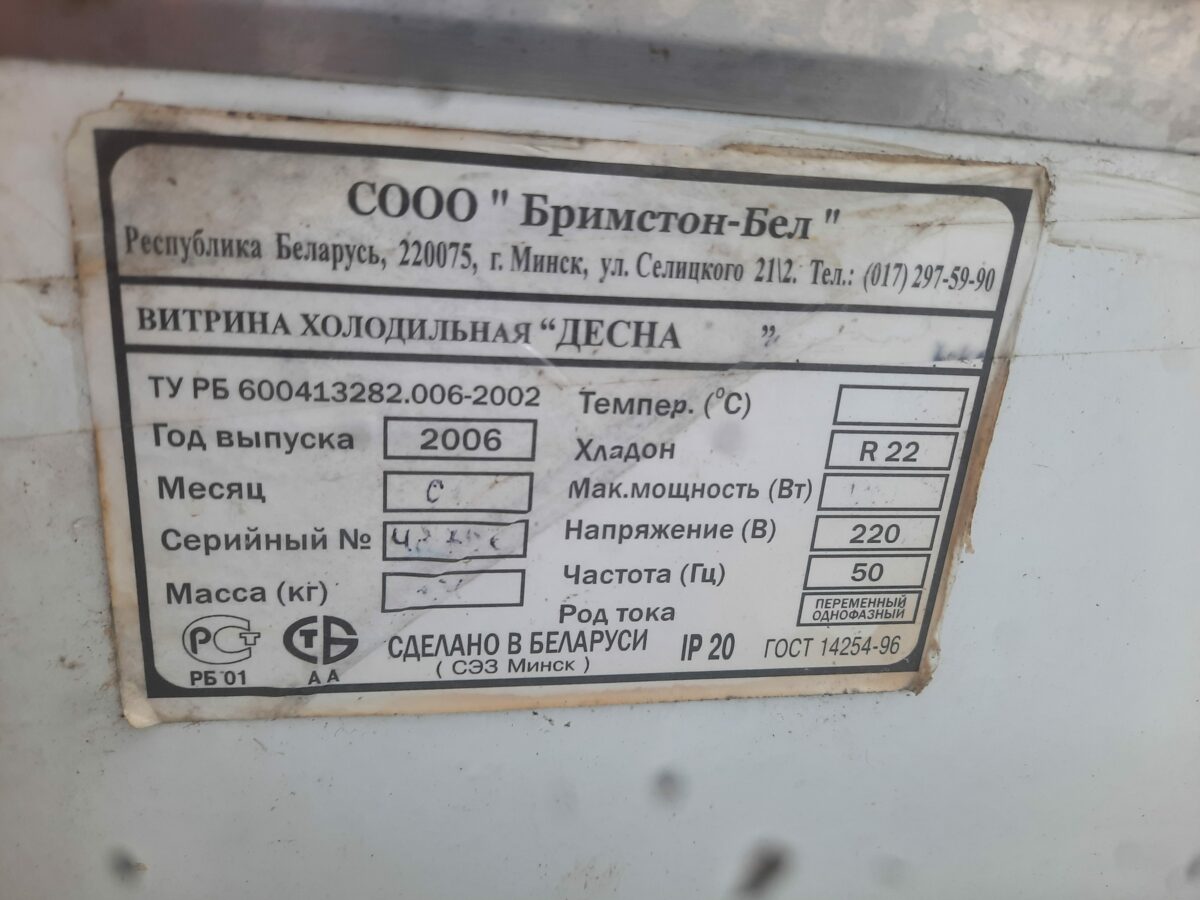 СООО " Бримстон-Бел "
Республика Беларусь, 220075, г. Минск, ул. Селицкого 21\2. Тел.: (017) 297-59-90
ВИТРИНА ХОЛОДИЛЬНАЯ “ДЕСНА ”
ТУ РБ 600413282.006-2002
Год выпуска 2006
Месяц с
Серийный №
Масса (кг)
Темпер. (°С)
Хладон R 22
Мак.мощность (Вт)
Напряжение (В) 220
Частота (Гц) 50
Род тока ПЕРЕМЕННЫЙ
ОДНОФАЗНЫЙ
РСТ
РБ 01
СТБ
А А
СДЕЛАНО В БЕЛАРУСИ
( СЭЗ Минск )
IP 20 ГОСТ 14254-96